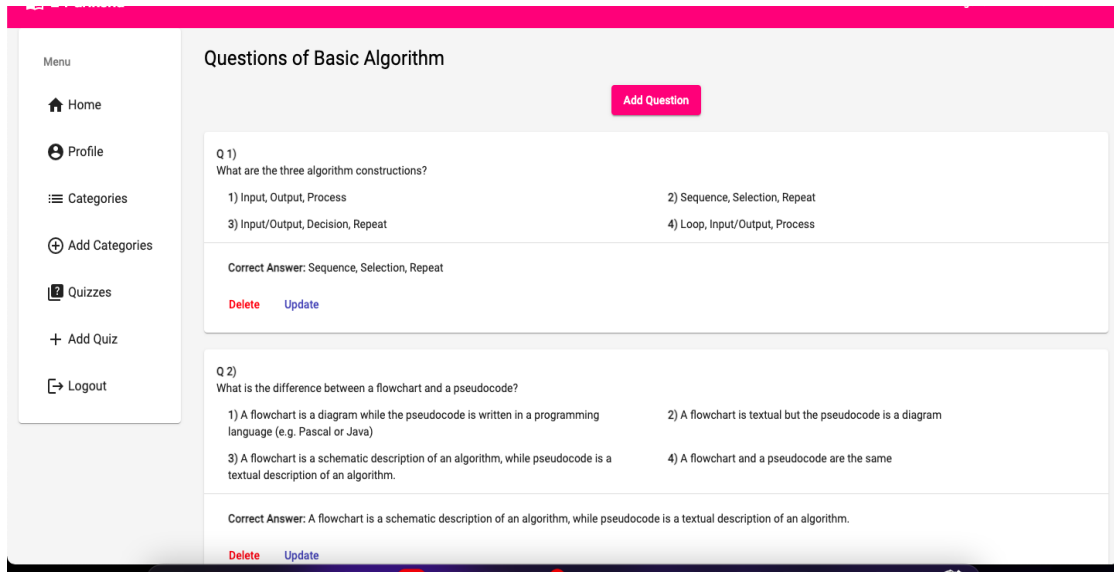 Menu
Home
Profile
Categories
Add Categories
Quizzes
Add Quiz
Logout
Questions of Basic Algorithm
Add Question
Q 1)
What are the three algorithm constructions?
1) Input, Output, Process
2) Sequence, Selection, Repeat
3) Input/Output, Decision, Repeat
4) Loop, Input/Output, Process
Correct Answer: Sequence, Selection, Repeat
Delete
Update
Q 2)
What is the difference between a flowchart and a pseudocode?
1) A flowchart is a diagram while the pseudocode is written in a programming
language (e.g. Pascal or Java)
2) A flowchart is textual but the pseudocode is a diagram
3) A flowchart is a schematic description of an algorithm, while pseudocode is a
textual description of an algorithm.
4) A flowchart and a pseudocode are the same
Correct Answer: A flowchart is a schematic description of an algorithm, while pseudocode is a textual description of an algorithm.
Delete
Update